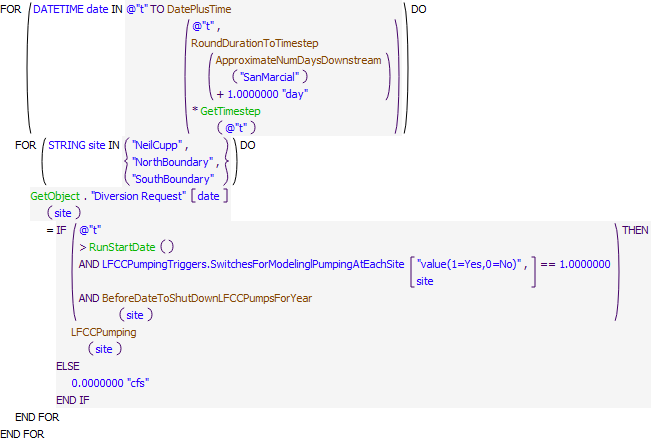 FOR ( DATETIME date IN @"t" TO DatePlusTime ) DO
( @"t" ,
RoundDurationToTimestep
( ApproximateNumDaysDownstream
( "SanMarcial" )
+ 1.0000000 "day" )
* GetTimestep
( @"t" ) )
FOR ( STRING site IN { "NeilCupp" , } ) DO
{ "NorthBoundary" , }
{ "SouthBoundary" }
GetObject . "Diversion Request" [ date ]
( site )
= IF ( @"t" ) THEN
> RunStartDate ( )
AND LFCCPumpingTriggers.SwitchesForModelinglPumpingAtEachSite [ "value(1=Yes,0=No)" , ] == 1.0000000
site
AND BeforeDateToShutDownLFCCPumpsForYear
( site )
LFCCPumping
( site )
ELSE
0.0000000 "cfs"
END IF
END FOR
END FOR